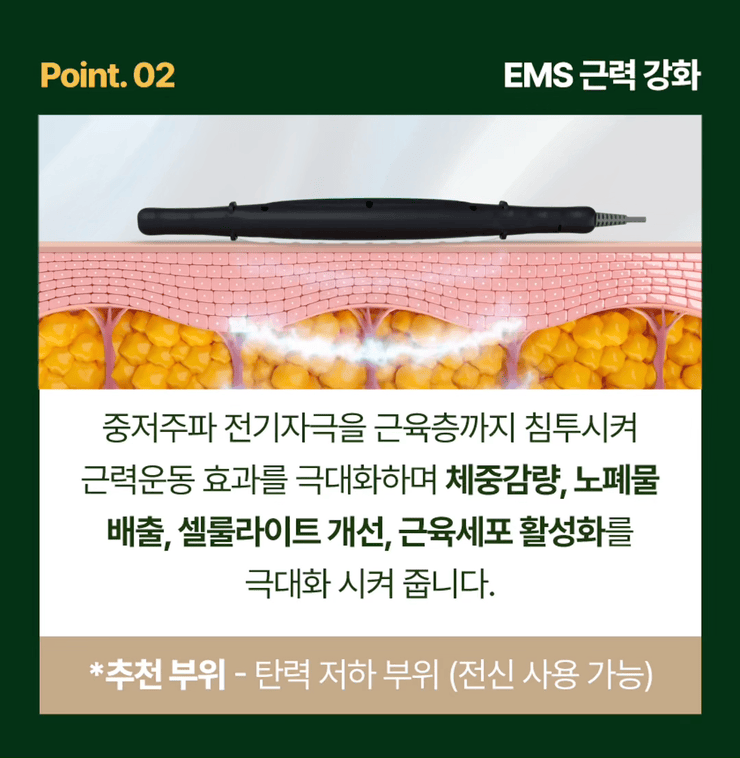 Point. 02
EMS 근력 강화
중저주파 전기자극을 근육층까지 침투시켜
근력운동 효과를 극대화하며 체중감량, 노폐물
배출, 셀룰라이트 개선, 근육세포 활성화를
극대화 시켜 줍니다.
*추천 부위 - 탄력 저하 부위 (전신 사용 가능)